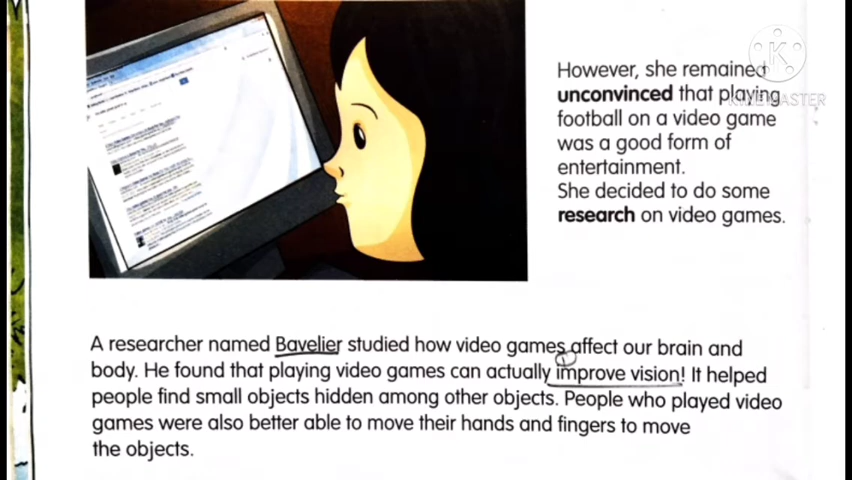 However, she remained
unconvinced that playing
football on a video game
was a good form of
entertainment.
She decided to do some
research on video games.
KINEMASTER
A researcher named Bavelier studied how video games affect our brain and
body. He found that playing video games can actually improve vision! It helped
people find small objects hidden among other objects. People who played video
games were also better able to move their hands and fingers to move
the objects.